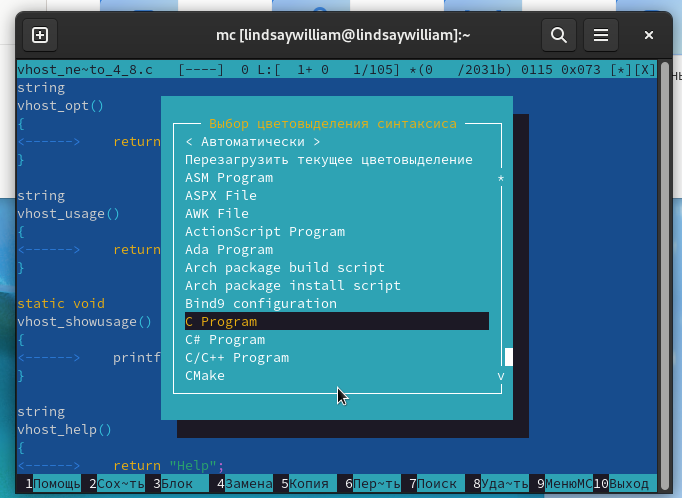 mc [lindsaywilliam@lindsaywilliam]:~
vhost_ne~to_4_8.c   [----]  0 L:[  1+ 0   1/105] *(0   /2031b) 0115 0x073 [*][X]
string
vhost_opt()
{
<------>    return
}
string
vhost_usage()
{
<------>    return
}
static void
vhost_showusage()
{
<------>    printf
}
string
vhost_help()
{
<------>    return "Help";
Выбор цветовыделения синтаксиса
< Автоматически >
Перезагрузить текущее цветовыделение
ASM Program
ASPX File
AWK File
ActionScript Program
Ada Program
Arch package build script
Arch package install script
Bind9 configuration
C Program
C# Program
C/C++ Program
CMake
1Помощь 2Сох~ть 3Блок 4Замена 5Копия 6Пер~ть 7Поиск 8Уда~ть 9МенюMC 10Выход